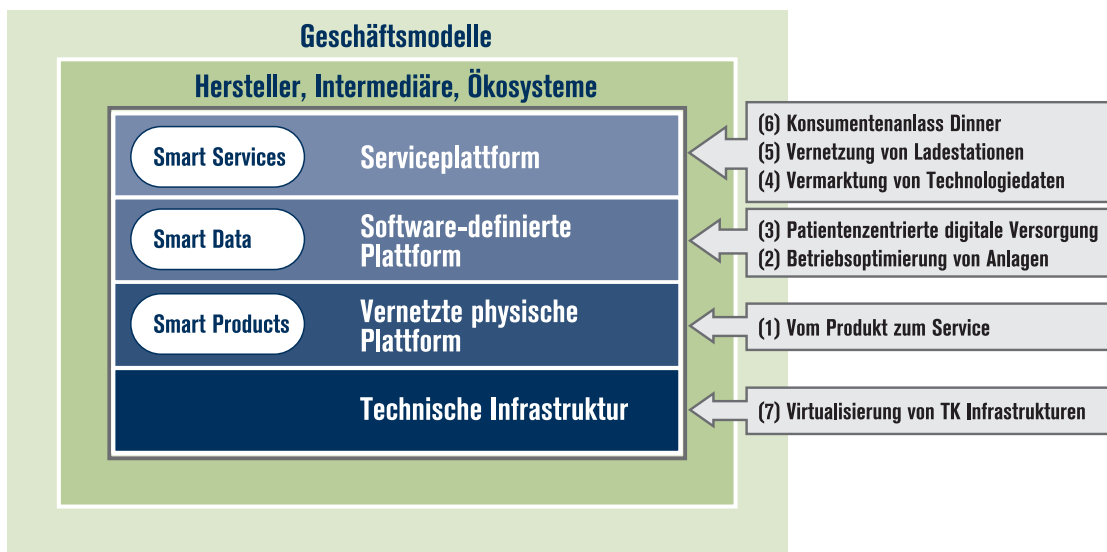 Geschäftsmodelle
Hersteller, Intermediäre, Ökosysteme
Smart Services
Serviceplattform
(6) Konsumentenanlass Dinner
(5) Vernetzung von Ladestationen
(4) Vermarktung von Technologiedaten
Smart Data
Software-definierte
Plattform
(3) Patientenzentrierte digitale Versorgung
(2) Betriebsoptimierung von Anlagen
Smart Products
Vernetzte physische
Plattform
(1) Vom Produkt zum Service
Technische Infrastruktur
(7) Virtualisierung von TK Infrastrukturen